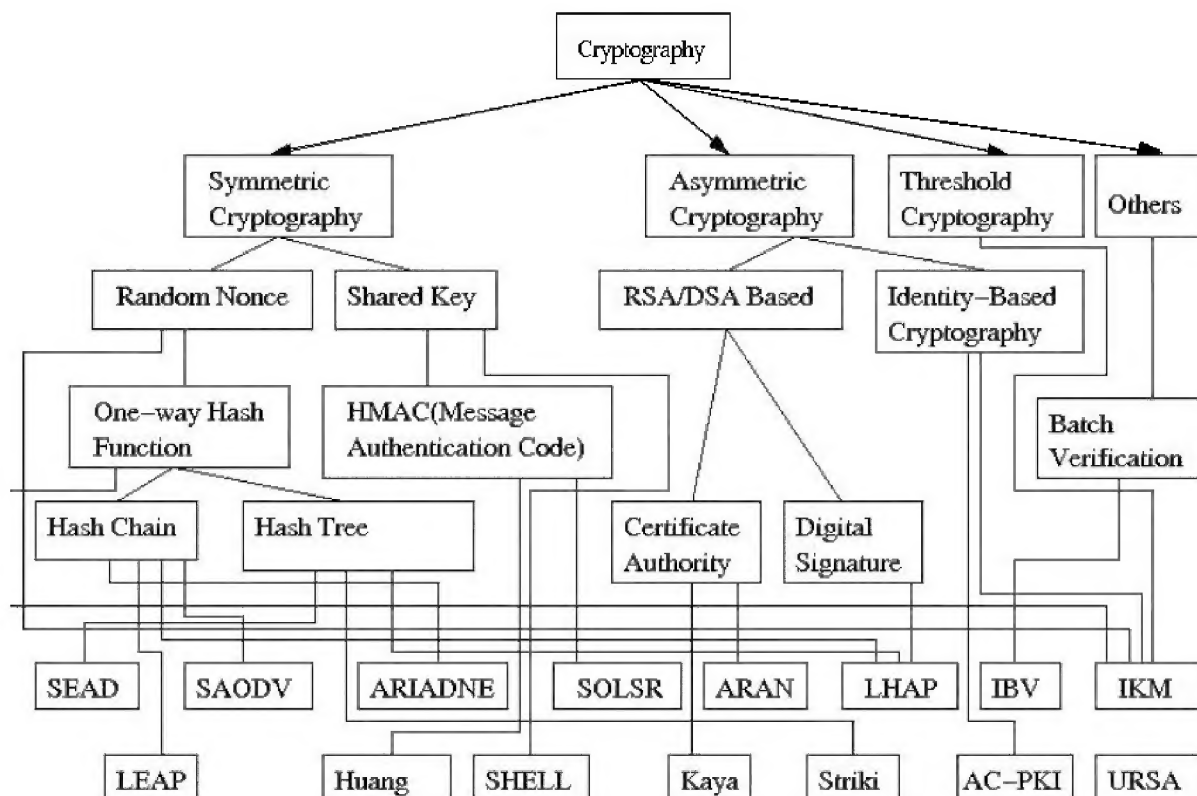 Cryptography
Symmetric
Cryptography
Asymmetric
Cryptography
Threshold
Cryptography
Others
Random Nonce
Shared Key
RSA/DSA Based
Identity-Based
Cryptography
One-way Hash
Function
HMAC(Message
Authentication Code)
Batch
Verification
Hash Chain
Hash Tree
Certificate
Authority
Digital
Signature
SEAD
SAODV
ARIADNE
SOLSR
ARAN
LHAP
IBV
IKM
LEAP
Huang
SHELL
Kaya
Striki
AC-PKI
URSA